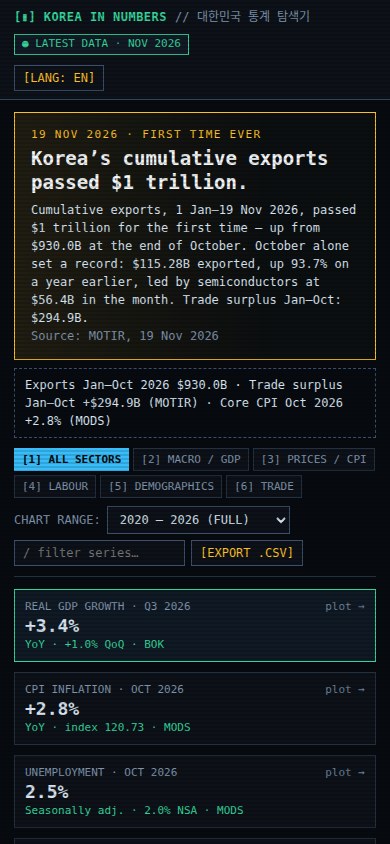 [▮] KOREA IN NUMBERS // 대한민국 통계 탐색기
● LATEST DATA · NOV 2026
[LANG: EN]
19 NOV 2026 · FIRST TIME EVER
Korea’s cumulative exports
passed $1 trillion.
Cumulative exports, 1 Jan–19 Nov 2026, passed
$1 trillion for the first time — up from
$930.0B at the end of October. October alone
set a record: $115.28B exported, up 93.7% on
a year earlier, led by semiconductors at
$56.4B in the month. Trade surplus Jan–Oct:
$294.9B.
Source: MOTIR, 19 Nov 2026
Exports Jan–Oct 2026 $930.0B · Trade surplus
Jan–Oct +$294.9B (MOTIR) · Core CPI Oct 2026
+2.8% (MODS)
[1] ALL SECTORS [2] MACRO / GDP [3] PRICES / CPI
[4] LABOUR [5] DEMOGRAPHICS [6] TRADE
CHART RANGE: 2020 – 2026 (FULL)
/ filter series… [EXPORT .CSV]
REAL GDP GROWTH · Q3 2026 plot →
+3.4%
YoY · +1.0% QoQ · BOK
CPI INFLATION · OCT 2026 plot →
+2.8%
YoY · index 120.73 · MODS
UNEMPLOYMENT · OCT 2026 plot →
2.5%
Seasonally adj. · 2.0% NSA · MODS